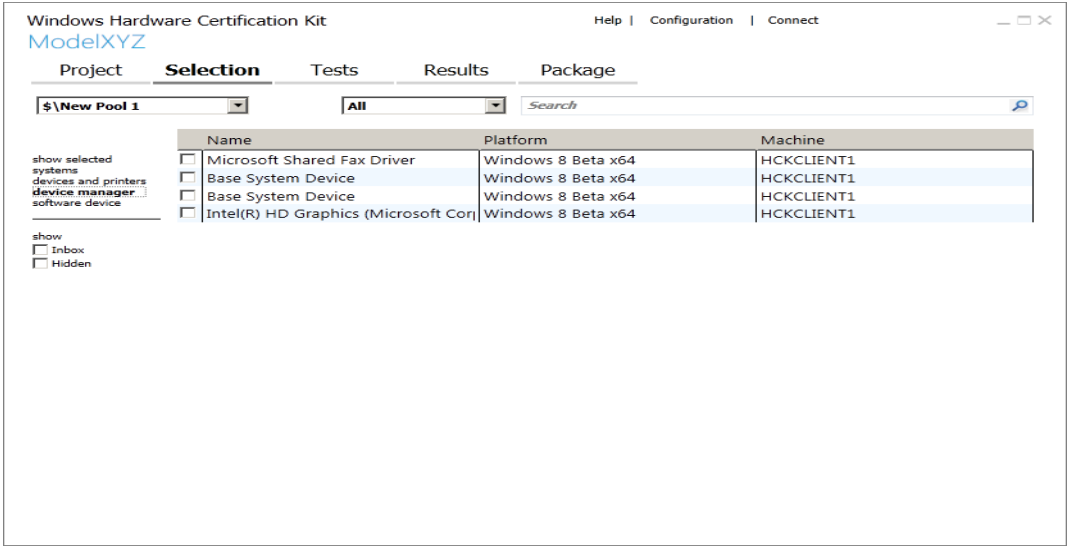 Windows Hardware Certification Kit
Help | Configuration | Connect
ModelXYZ
Project Selection Tests Results Package
$\New Pool 1 All Search
Name Platform Machine
show selected
systems
devices and printers
device manager
software device
Microsoft Shared Fax Driver Windows 8 Beta x64 HCKCLIENT1
Base System Device Windows 8 Beta x64 HCKCLIENT1
Base System Device Windows 8 Beta x64 HCKCLIENT1
Intel(R) HD Graphics (Microsoft Corp Windows 8 Beta x64 HCKCLIENT1
show
Inbox
Hidden